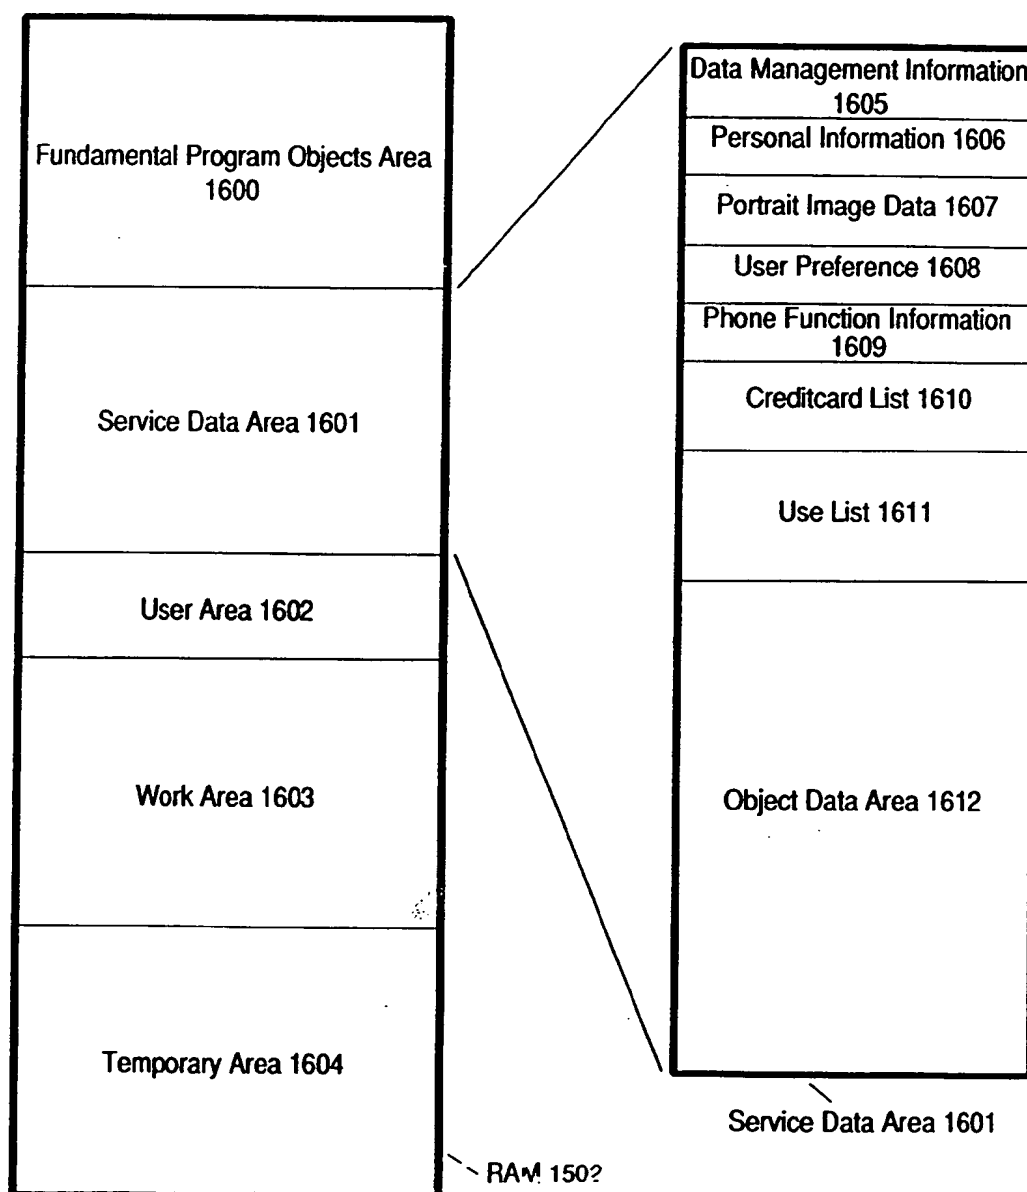 Fundamental Program Objects Area
1600
Service Data Area 1601
User Area 1602
Work Area 1603
Temporary Area 1604
RAM
Data Management Information
1605
Personal Information 1606
Portrait Image Data 1607
User Preference 1608
Phone Function Information
1609
Creditcard List 1610
Use List 1611
Object Data Area 1612
Service Data Area 1601